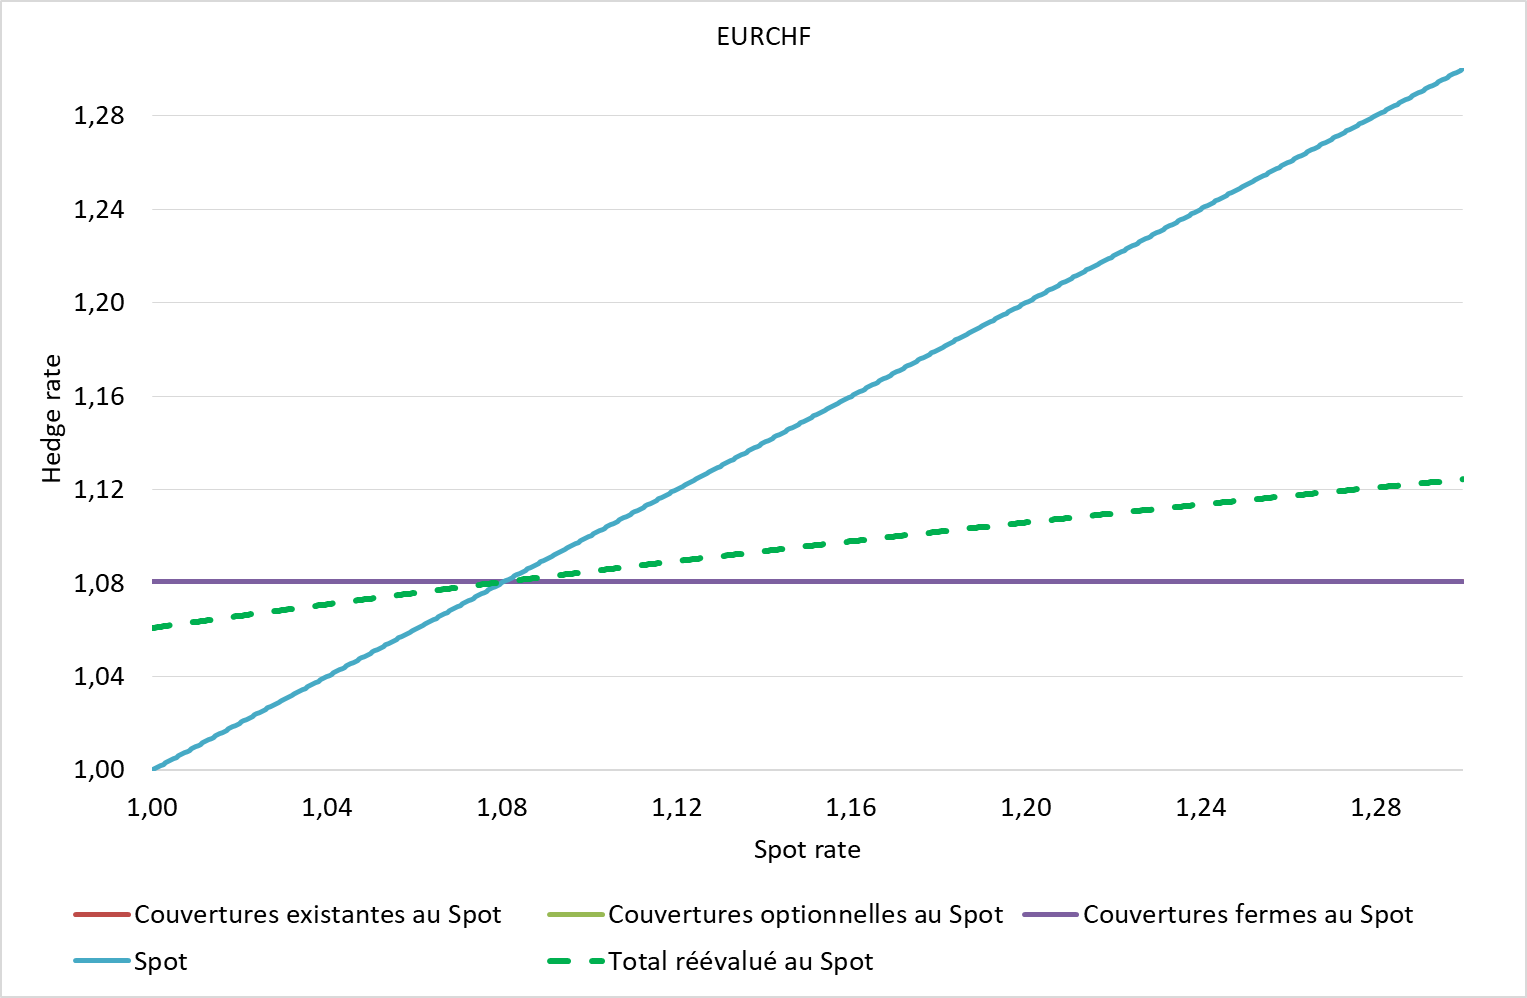 EURCHF
1,28
1,24
1,20
1,16
1,12
1,08
1,04
1,00
Hedge rate
1,00 1,04 1,08 1,12 1,16 1,20 1,24 1,28
Spot rate
Couvertures existantes au Spot Couvertures optionnelles au Spot Couvertures fermes au Spot
Spot Total réévalué au Spot